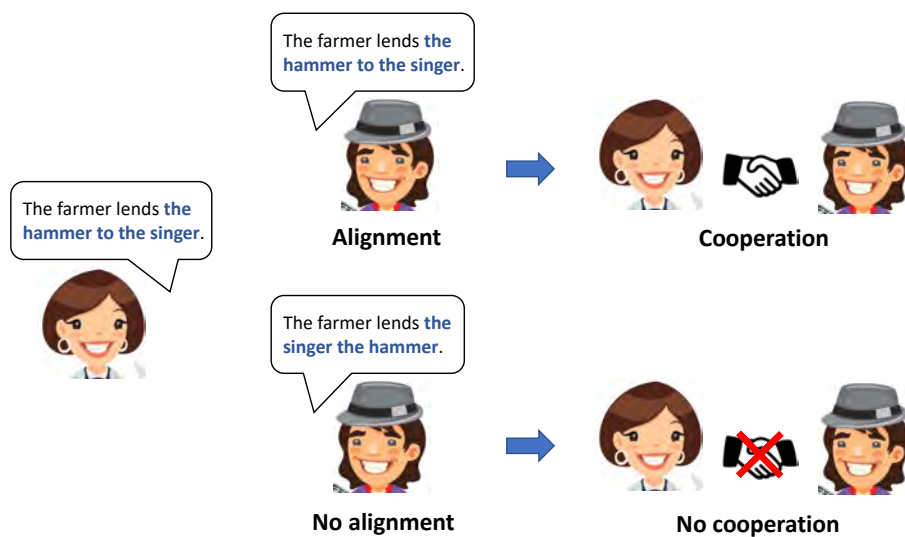 The farmer lends the
hammer to the singer.
The farmer lends the
hammer to the singer.
Alignment
Cooperation
The farmer lends the
singer the hammer.
No alignment
No cooperation